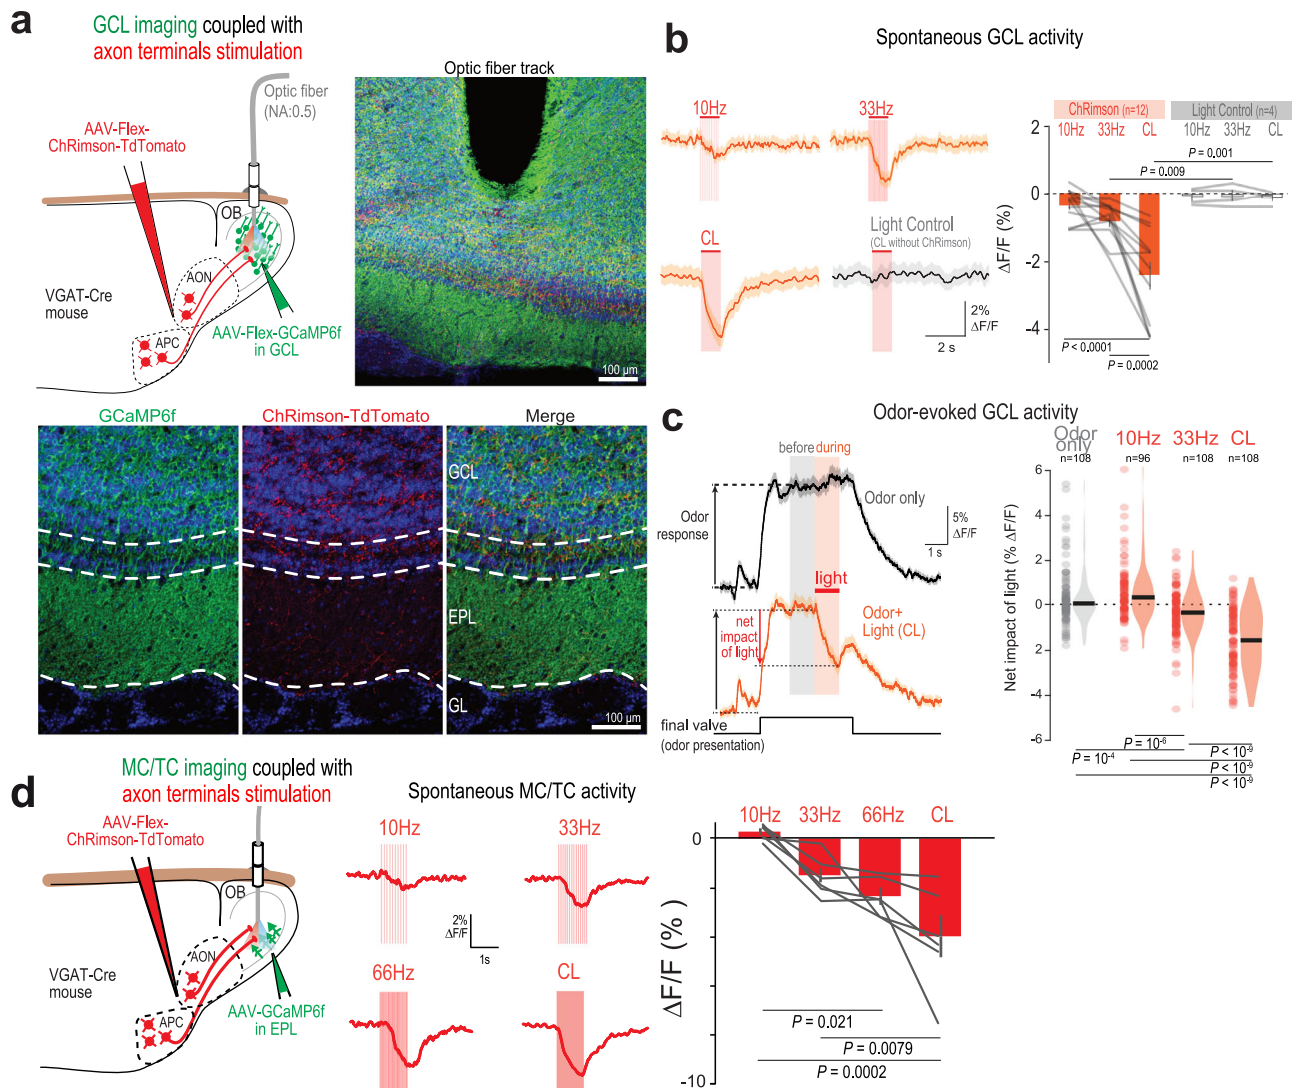 a
GCL imaging coupled with
axon terminals stimulation
Optic fiber
(NA:0.5)
AAV-Flex-
ChRimson-TdTomato
OB
AON
VGAT-Cre
mouse
APC
AAV-Flex-GCaMP6f
in GCL
Optic fiber track
100 µm
GCaMP6f
ChRimson-TdTomato
Merge
GCL
EPL
GL
100 µm
b
Spontaneous GCL activity
10Hz
33Hz
CL
Light Control
(CL without ChRimson)
2%
ΔF/F
2 s
ChRimson (n=12)
Light Control (n=4)
10Hz 33Hz CL
10Hz 33Hz CL
2
0
-2
-4
ΔF/F (%)
P = 0.001
P = 0.009
P < 0.0001
P = 0.0002
c
Odor-evoked GCL activity
before during
Odor only
Odor
response
5%
ΔF/F
1 s
light
net
impact
of light
Odor+
Light (CL)
final valve
(odor presentation)
Odor
only
10Hz
33Hz
CL
n=108
n=96
n=108
n=108
6
4
2
0
2
-4
-6
Net impact of light (% ΔF/F)
P = 10-6
P = 10-4
P < 10-9
P < 10-9
P < 10-9
d
MC/TC imaging coupled with
axon terminals stimulation
AAV-Flex-
ChRimson-TdTomato
OB
AON
VGAT-Cre
mouse
APC
AAV-GCaMP6f
in EPL
Spontaneous MC/TC activity
10Hz
33Hz
2%
ΔF/F
1s
66Hz
CL
10Hz 33Hz 66Hz CL
0
-10
ΔF/F (%)
P = 0.021
P = 0.0079
P = 0.0002